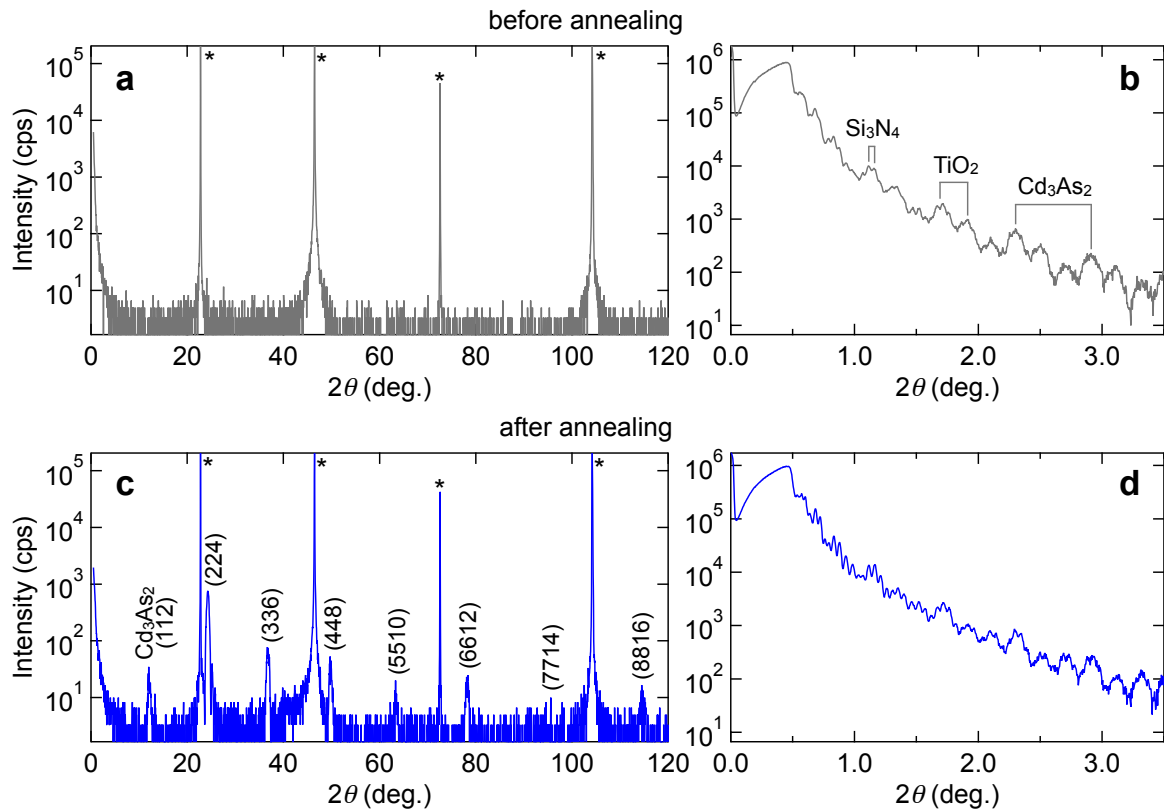 before annealing
a
b
Intensity (cps)
10⁵
10⁴
10³
10²
10¹
* * * *
0 20 40 60 80 100 120
2θ (deg.)
10⁶
10⁵
10⁴
10³
10²
10¹
Si₃N₄
TiO₂
Cd₃As₂
0.0 1.0 2.0 3.0
2θ (deg.)
after annealing
c
d
Intensity (cps)
10⁵
10⁴
10³
10²
10¹
* * * *
Cd₃As₂
(112)
(224)
(336)
(448)
(5510)
(6612)
(7714)
(8816)
0 20 40 60 80 100 120
2θ (deg.)
10⁶
10⁵
10⁴
10³
10²
10¹
0.0 1.0 2.0 3.0
2θ (deg.)